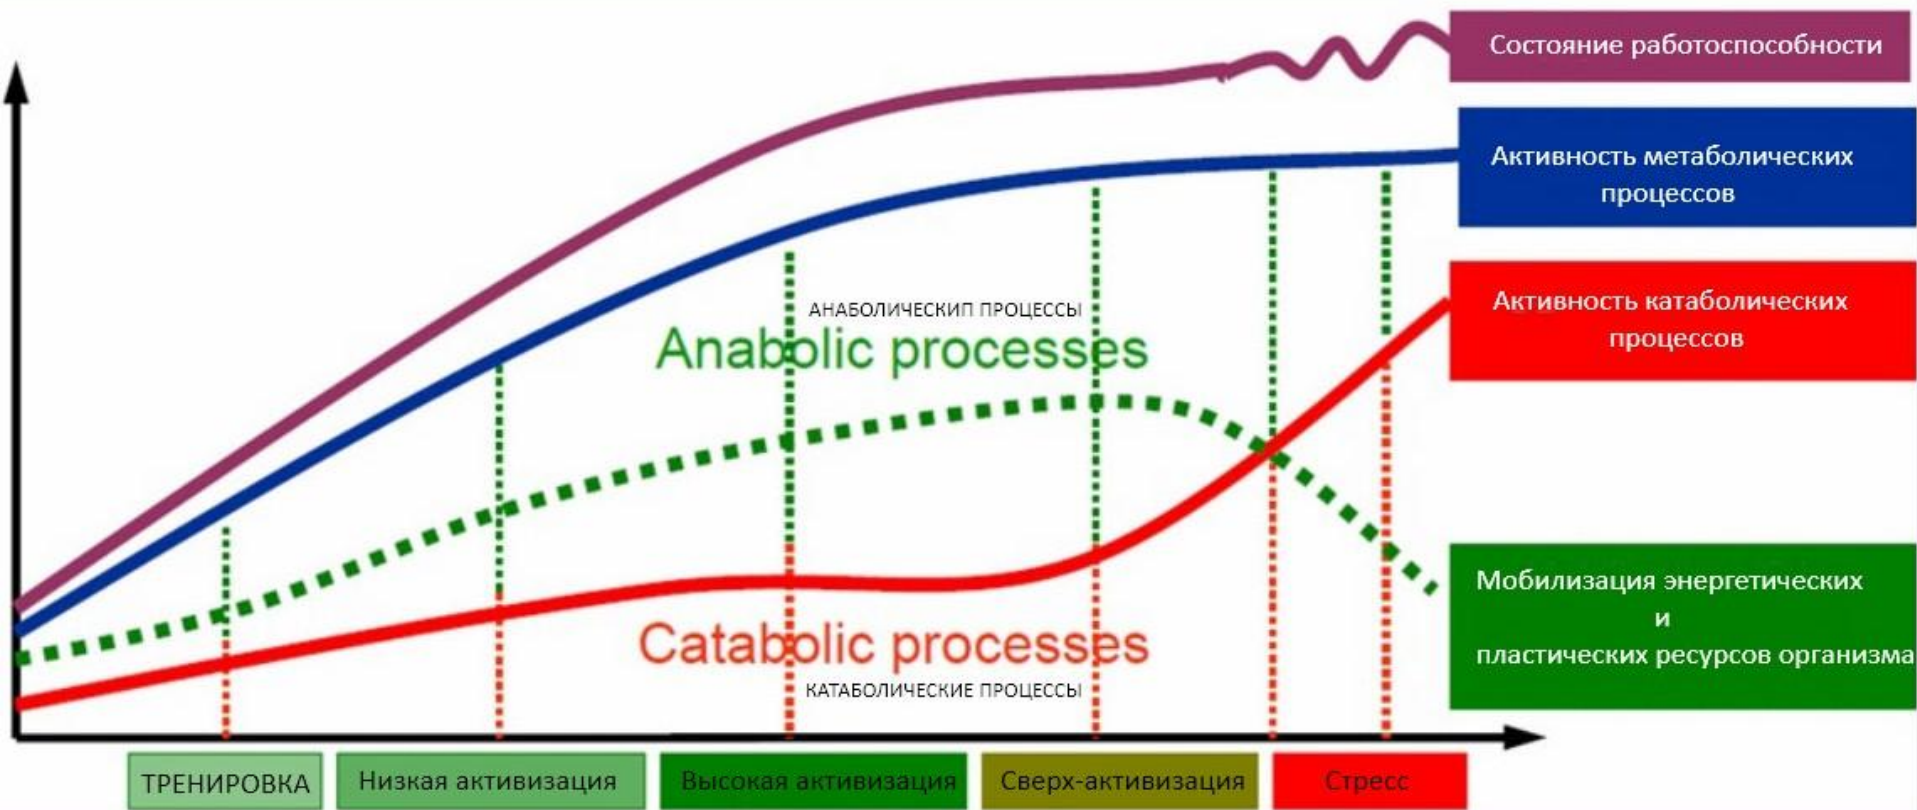 Состояние работоспособности
Активность метаболических
процессов
Активность катаболических
процессов
АНАБОЛИЧЕСКИП ПРОЦЕССЫ
Anabolic processes
Мобилизация энергетических
и
пластических ресурсов организма
Catabolic processes
КАТАБОЛИЧЕСКИЕ ПРОЦЕССЫ
ТРЕНИРОВКА
Низкая активизация
Высокая активизация
Сверх-активизация
Стресс